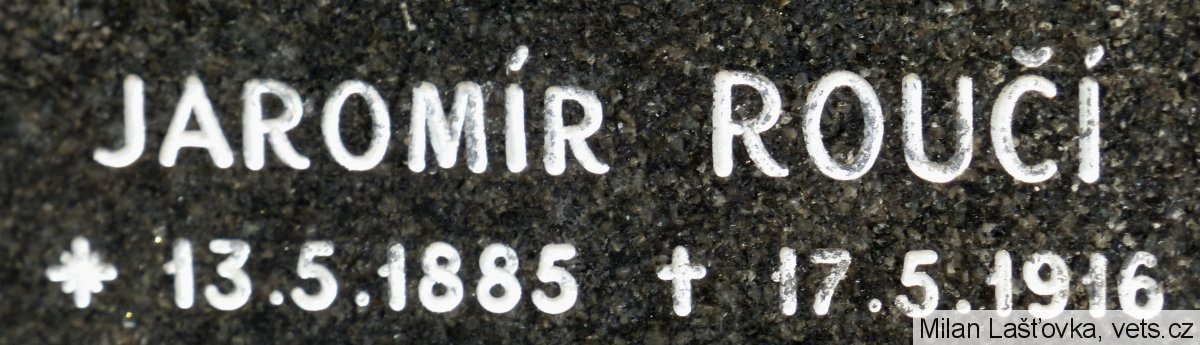 JAROMÍR ROUČÍ
* 13.5.1885 † 17.5.1916
Milan Lašťovka, vets.cz